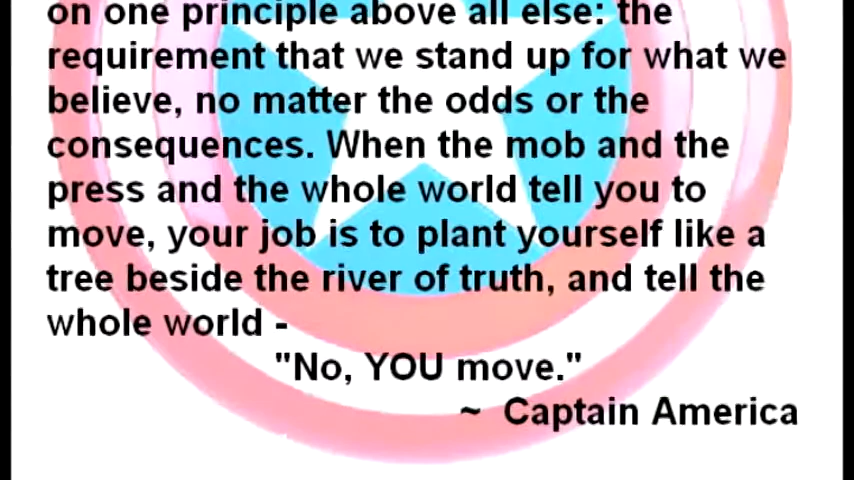 on one principle above all else: the
requirement that we stand up for what we
believe, no matter the odds or the
consequences. When the mob and the
press and the whole world tell you to
move, your job is to plant yourself like a
tree beside the river of truth, and tell the
whole world -
"No, YOU move."
~ Captain America